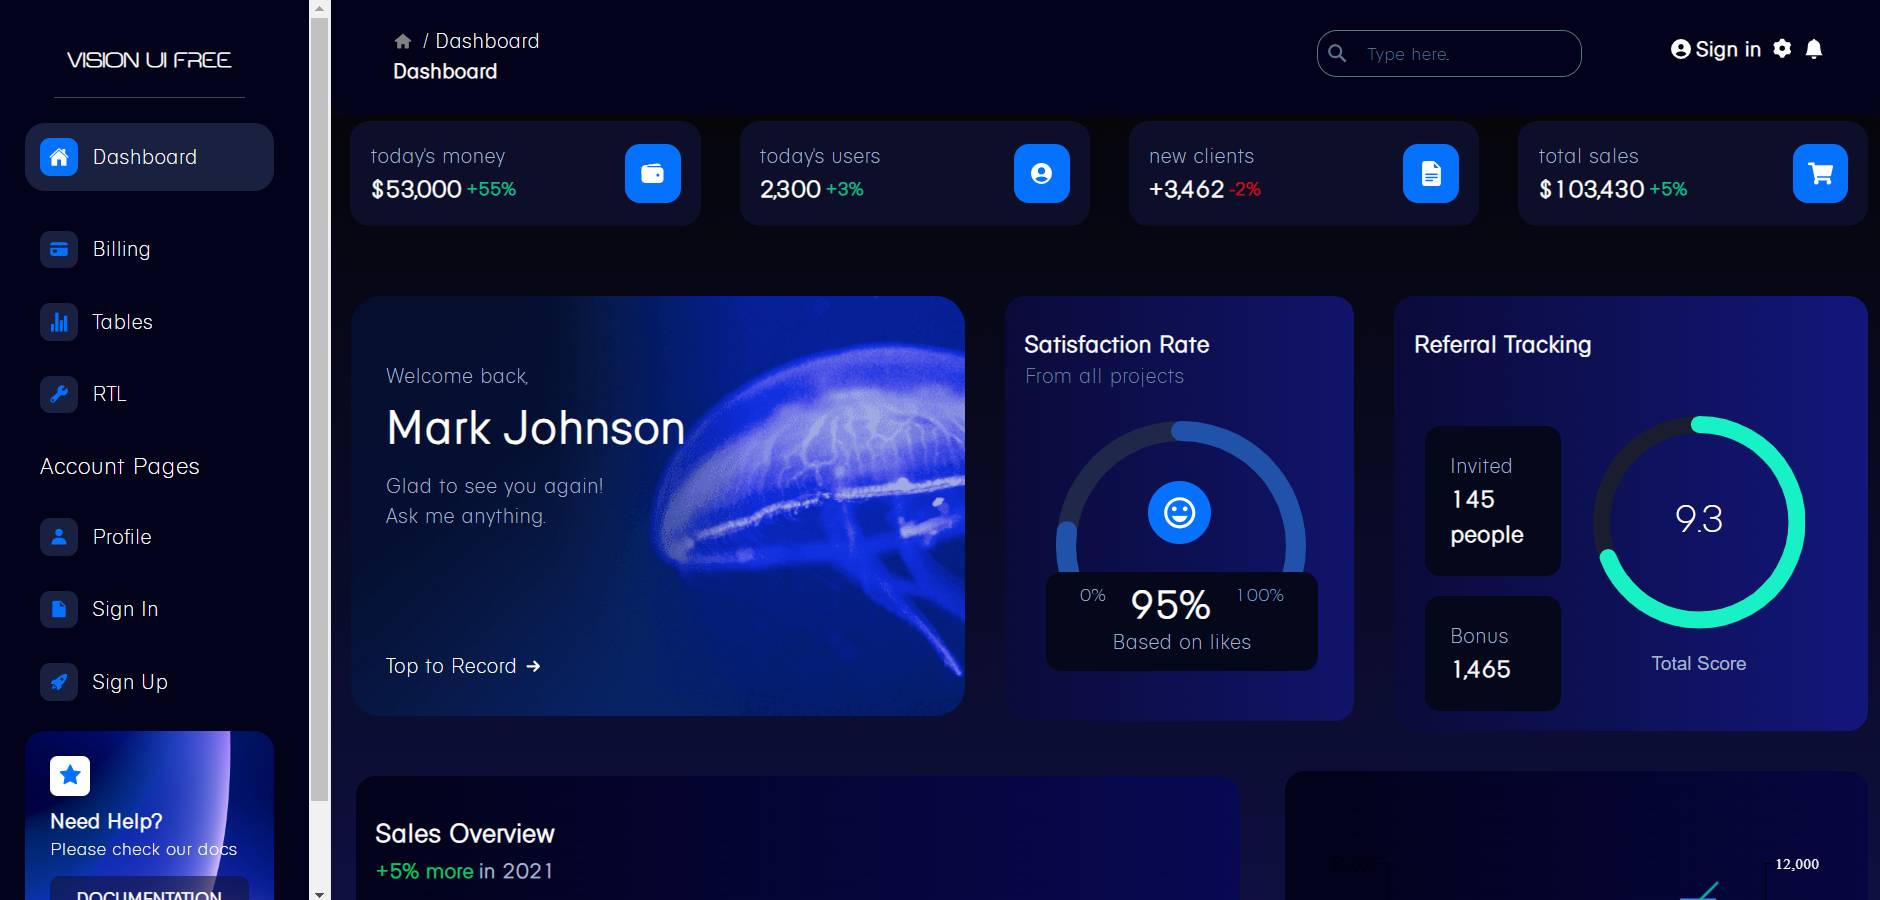 VISION UI FREE
Dashboard
Billing
Tables
RTL
Account Pages
Profile
Sign In
Sign Up
Need Help?
Please check our docs
DOCUMENTATION
/ Dashboard
Dashboard
Type here..
Sign in
today's money
$53,000 +55%
today's users
2,300 +3%
new clients
+3,462 -2%
total sales
$103,430 +5%
Welcome back,
Mark Johnson
Glad to see you again!
Ask me anything.
Top to Record
Satisfaction Rate
From all projects
0% 95% 100%
Based on likes
Referral Tracking
Invited
145
people
Bonus
1,465
9.3
Total Score
Sales Overview
+5% more in 2021
12,000